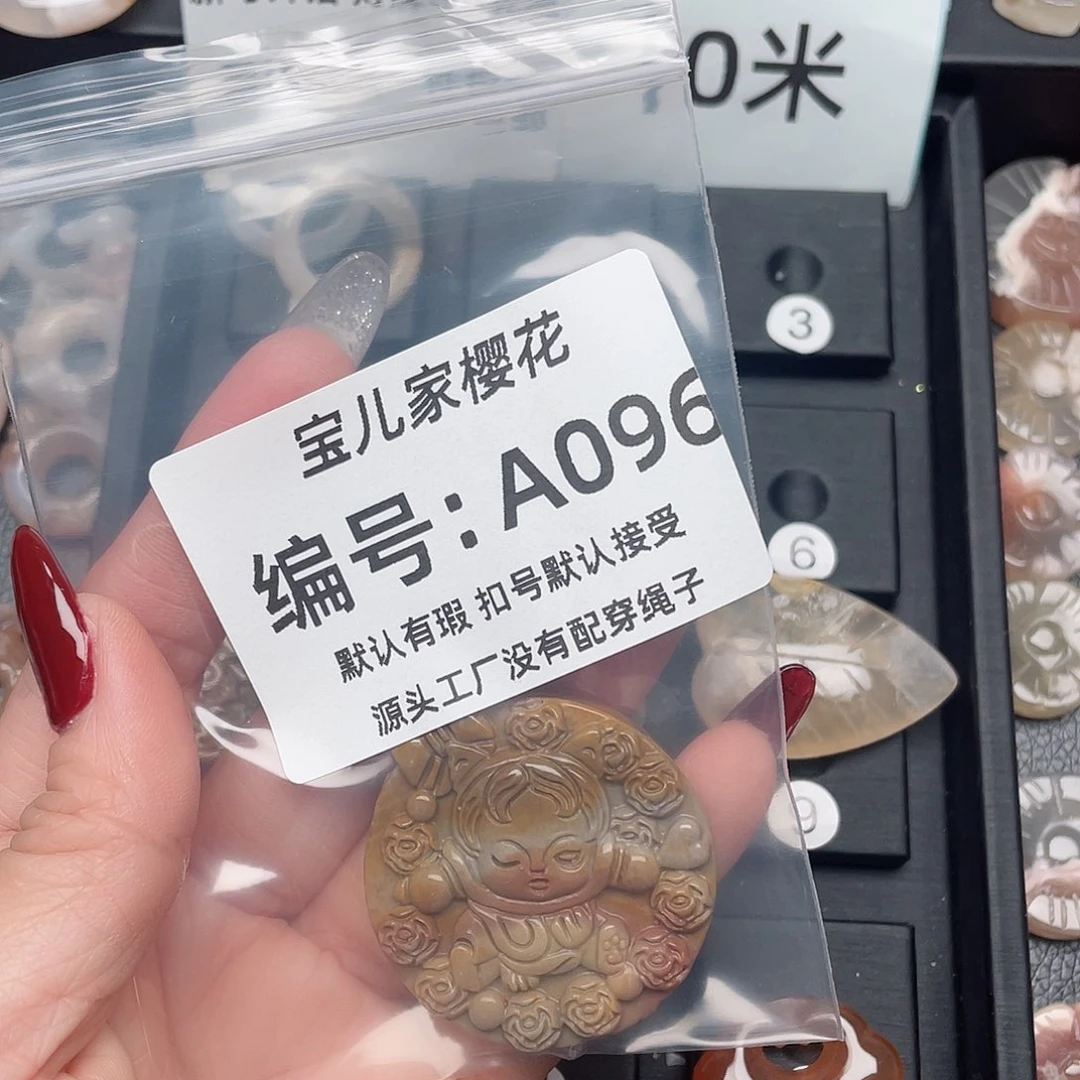 0米
宝儿家樱花
编号：A096
默认有瑕 扣号默认接受
源头工厂没有配穿绳子
3
6
9